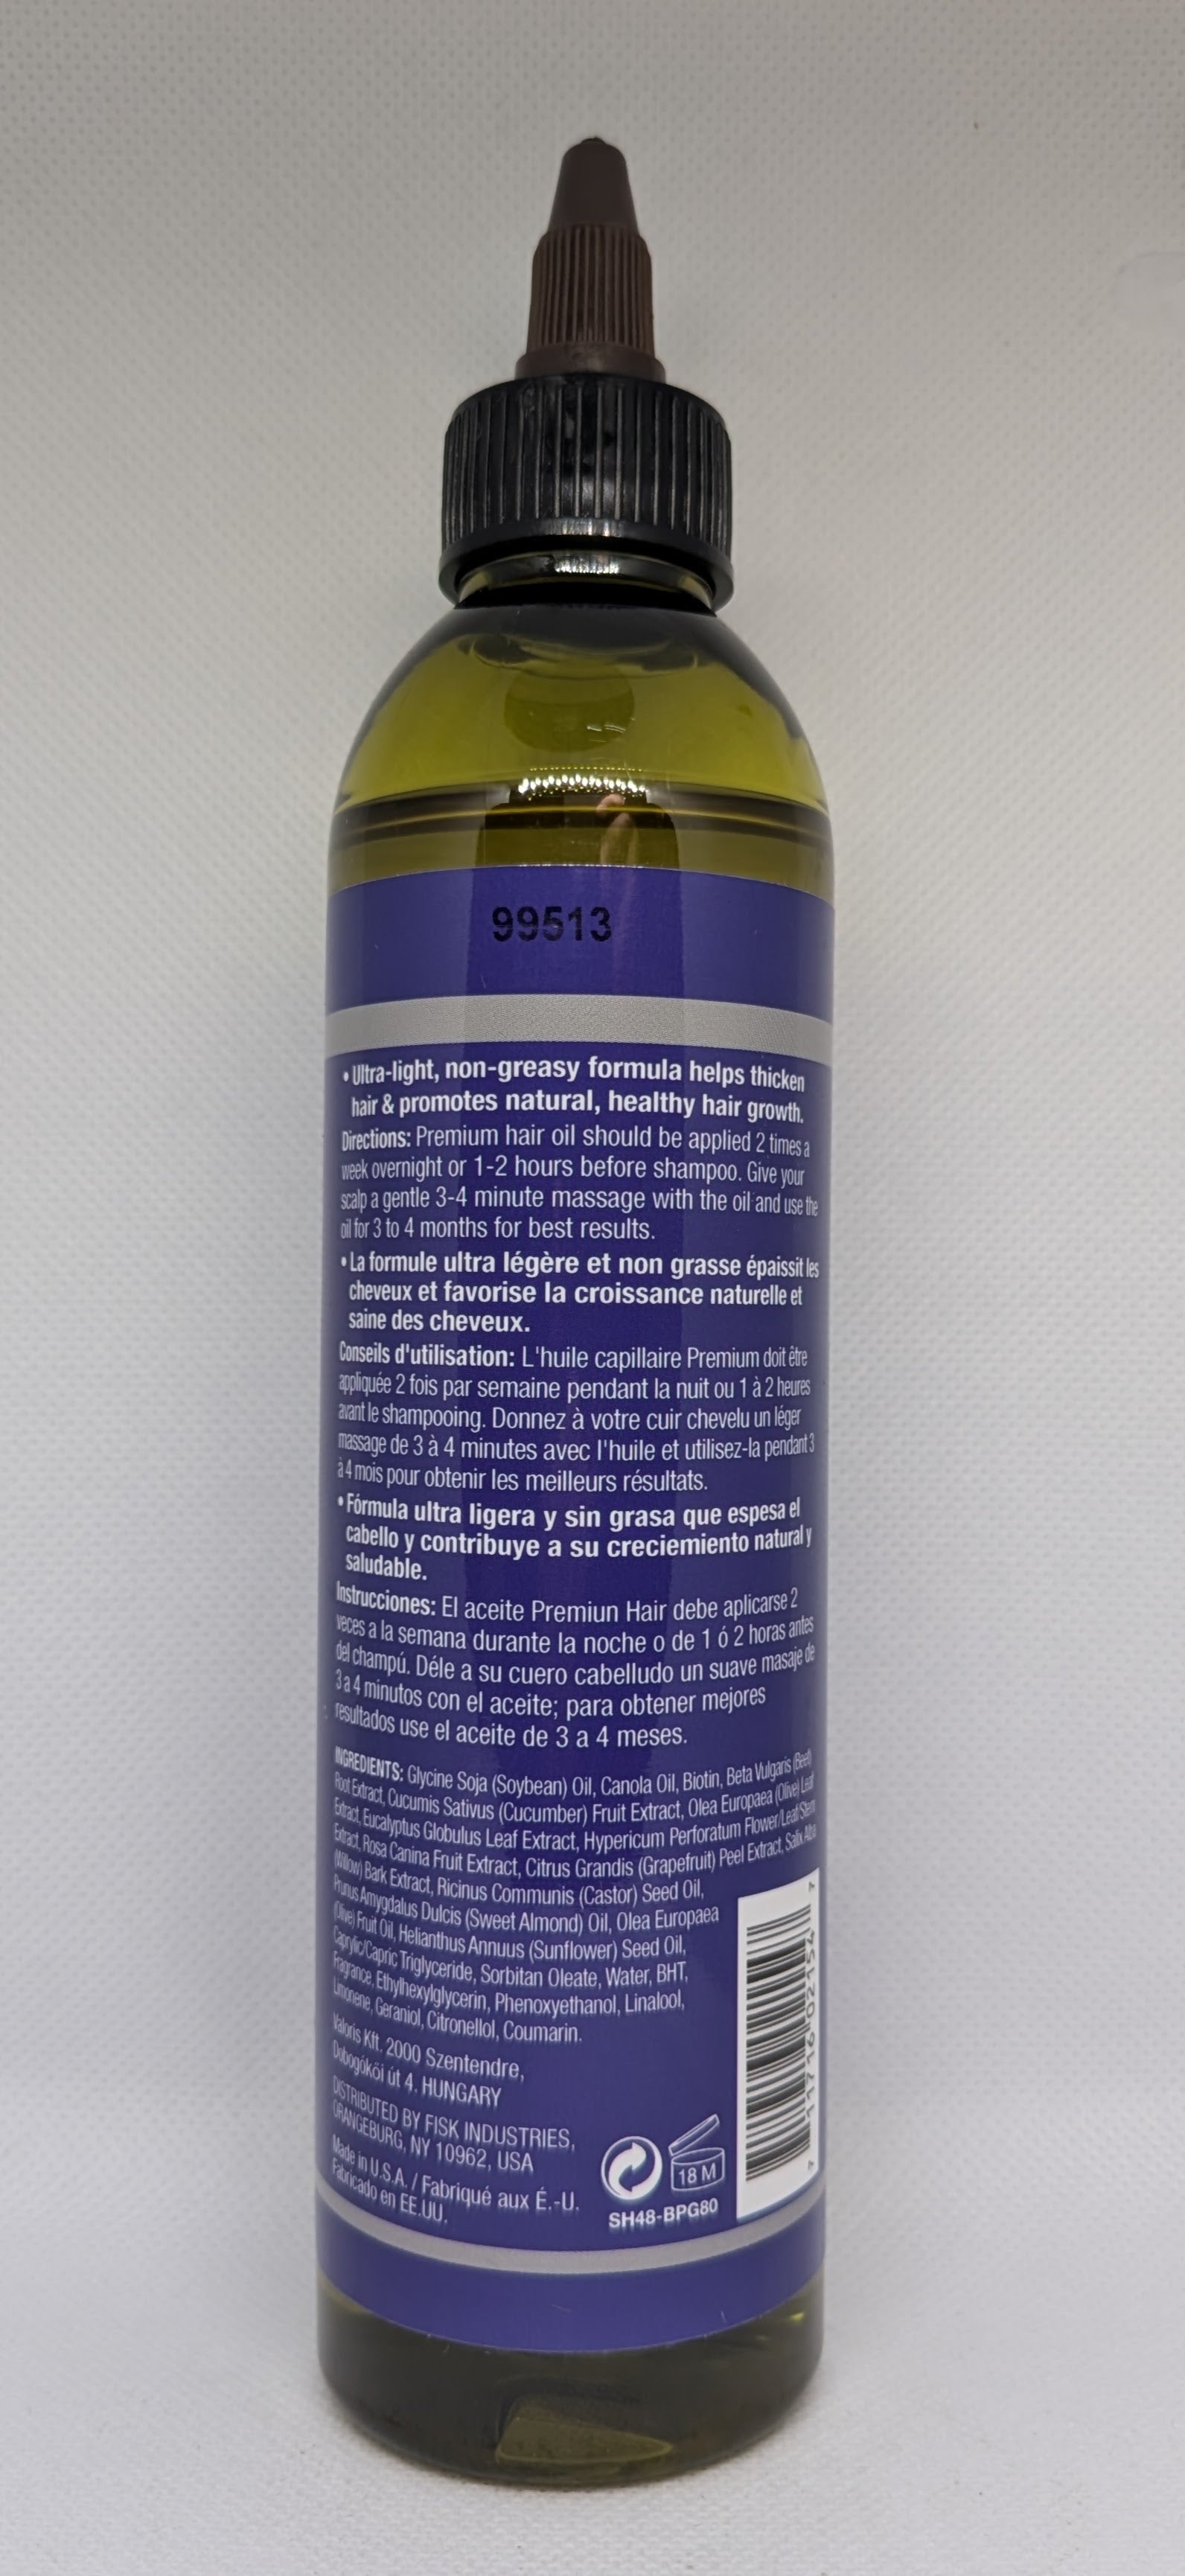 99513
• Ultra-light, non-greasy formula helps thicken
hair & promotes natural, healthy hair growth.
Directions: Premium hair oil should be applied 2 times a
week overnight or 1-2 hours before shampoo. Give your
scalp a gentle 3-4 minute massage with the oil and use the
oil for 3 to 4 months for best results.
• La formule ultra légère et non grasse épaissit les
cheveux et favorise la croissance naturelle et
saine des cheveux.
Conseils d'utilisation: L'huile capillaire Premium doit être
appliquée 2 fois par semaine pendant la nuit ou 1 à 2 heures
avant le shampooing. Donnez à votre cuir chevelu un léger
massage de 3 à 4 minutes avec l'huile et utilisez-la pendant 3
à 4 mois pour obtenir les meilleurs résultats.
• Fórmula ultra ligera y sin grasa que espesa el
cabello y contribuye a su creciemiento natural y
saludable.
Instrucciones: El aceite Premiun Hair debe aplicarse 2
veces a la semana durante la noche o de 1 ó 2 horas antes
del champú. Déle a su cuero cabelludo un suave masaje de
3 a 4 minutos con el aceite; para obtener mejores
resultados use el aceite de 3 a 4 meses.
INGREDIENTS: Glycine Soja (Soybean) Oil, Canola Oil, Biotin, Beta Vulgaris (Beet)
Root Extract, Cucumis Sativus (Cucumber) Fruit Extract, Olea Europaea (Olive) Leaf
Extract, Eucalyptus Globulus Leaf Extract, Hypericum Perforatum Flower/Leaf/Stem
Extract, Rosa Canina Fruit Extract, Citrus Grandis (Grapefruit) Peel Extract, Salix Alba
(Willow) Bark Extract, Ricinus Communis (Castor) Seed Oil,
Prunus Amygdalus Dulcis (Sweet Almond) Oil, Olea Europaea
(Olive) Fruit Oil, Helianthus Annuus (Sunflower) Seed Oil,
Caprylic/Capric Triglyceride, Sorbitan Oleate, Water, BHT,
Fragrance, Ethylhexylglycerin, Phenoxyethanol, Linalool,
Limonene, Geraniol, Citronellol, Coumarin.
Valoris Kft. 2000 Szentendre,
Dobogókői út 4. HUNGARY
DISTRIBUTED BY FISK INDUSTRIES,
ORANGEBURG, NY 10962, USA
Made in U.S.A. / Fabriqué aux É.-U.
Fabricado en EE.UU.
18 M
SH48-BPG80
7 11716 02154 7